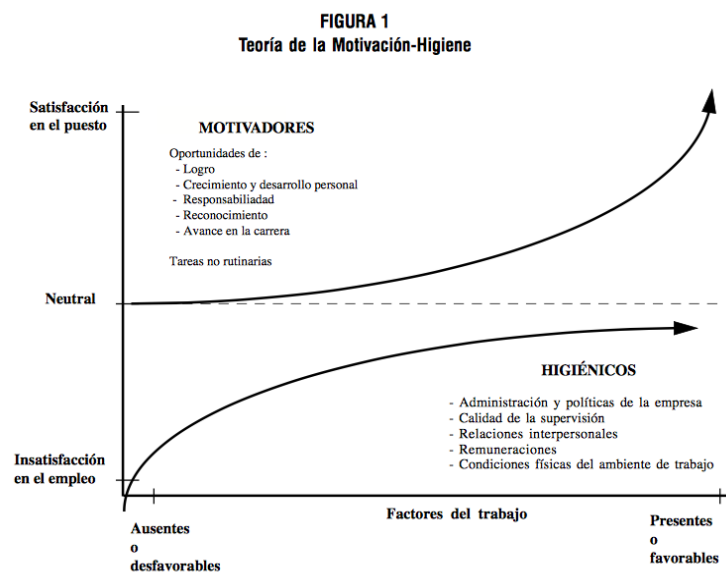 FIGURA 1
Teoría de la Motivación-Higiene
Satisfacción
en el puesto
MOTIVADORES
Oportunidades de :
- Logro
- Crecimiento y desarrollo personal
- Responsabiliadad
- Reconocimiento
- Avance en la carrera
Tareas no rutinarias
Neutral
HIGIÉNICOS
- Administración y políticas de la empresa
- Calidad de la supervisión
- Relaciones interpersonales
- Remuneraciones
- Condiciones físicas del ambiente de trabajo
Insatisfacción
en el empleo
Factores del trabajo
Ausentes
o
desfavorables
Presentes
o
favorables